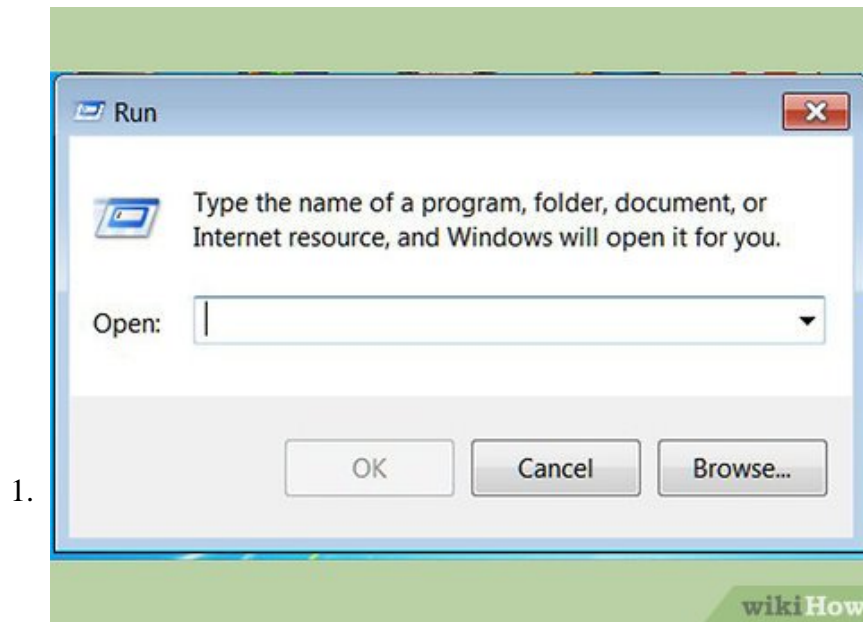 Run
Type the name of a program, folder, document, or
Internet resource, and Windows will open it for you.
Open:
OK
Cancel
Browse...
1.
wikiHow